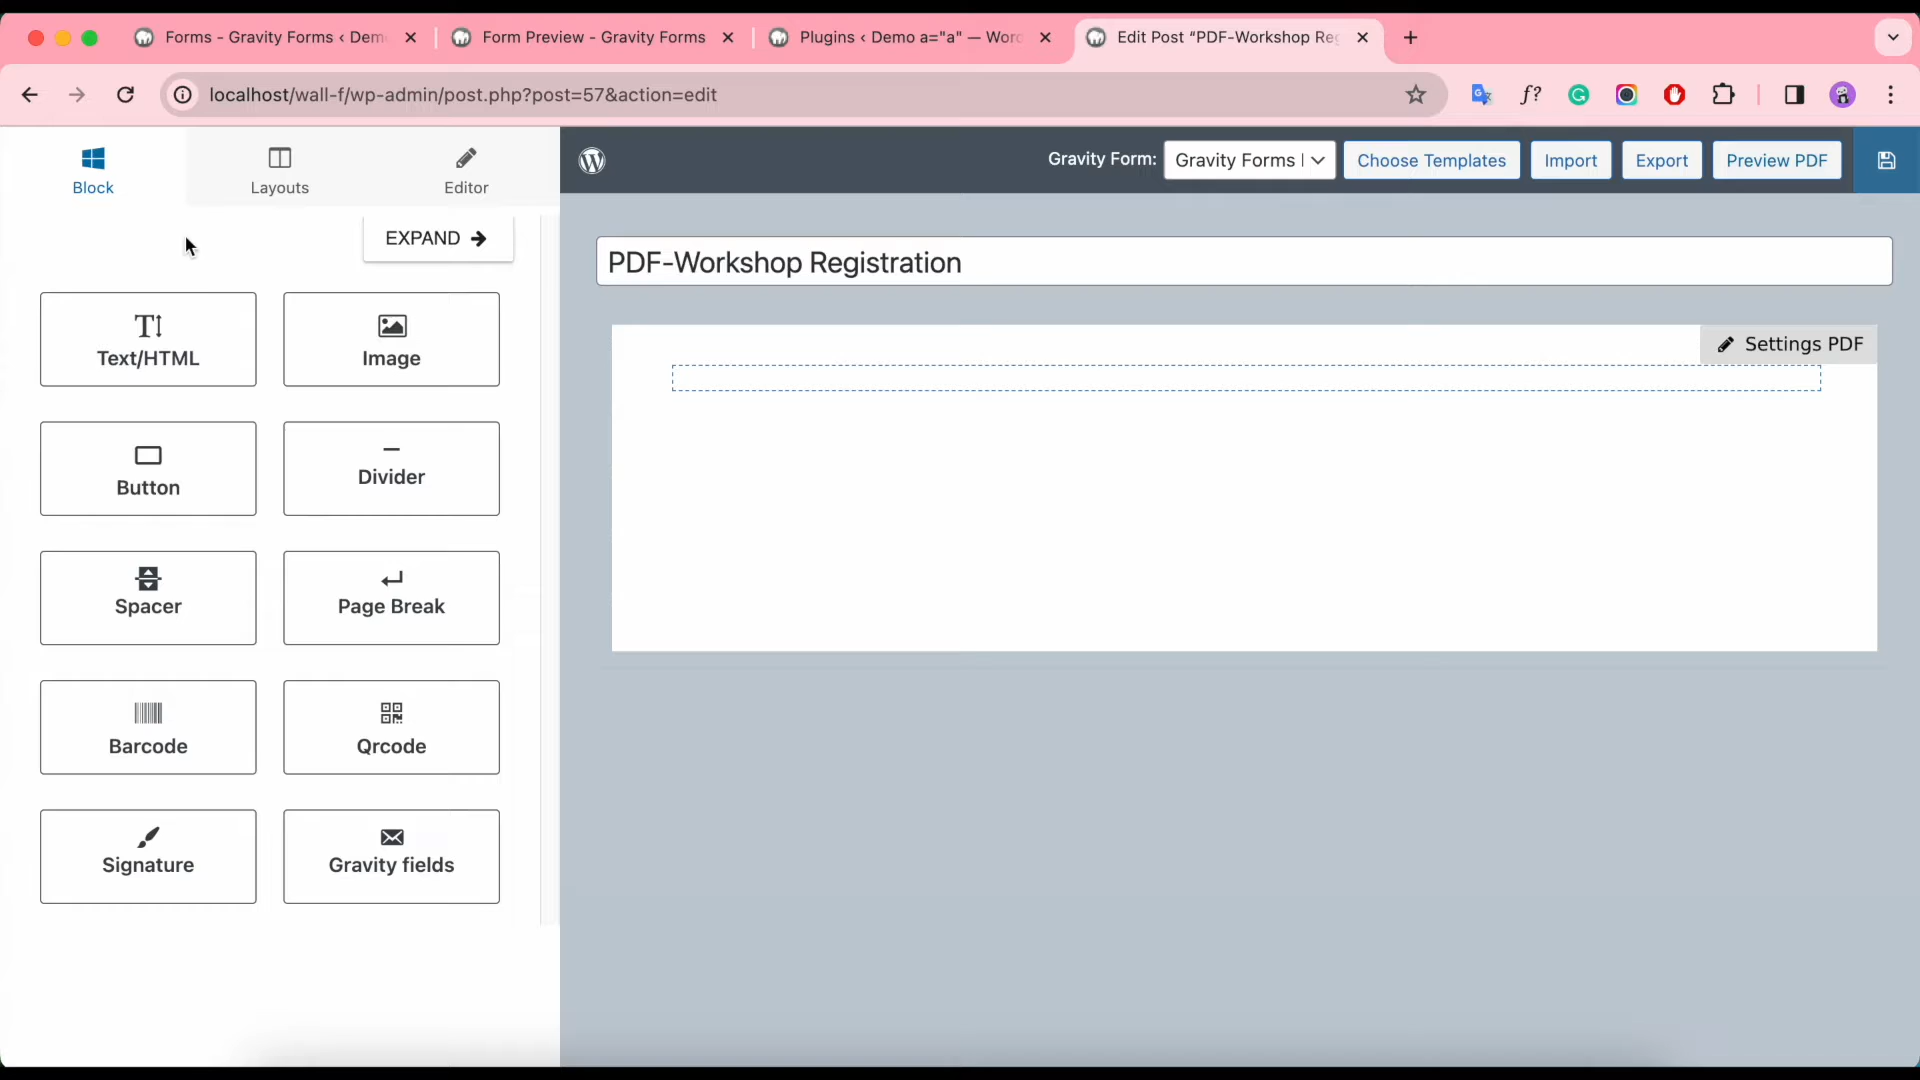 Forms - Gravity Forms ‹ Dem
Form Preview - Gravity Forms
Plugins ‹ Demo a="a" — Worc
Edit Post “PDF-Workshop Reg
localhost/wall-f/wp-admin/post.php?post=57&action=edit
f?
Block
Layouts
Editor
Gravity Form:
Gravity Forms
Choose Templates
Import
Export
Preview PDF
EXPAND
PDF-Workshop Registration
Settings PDF
Text/HTML
Image
Button
Divider
Spacer
Page Break
Barcode
Qrcode
Signature
Gravity fields